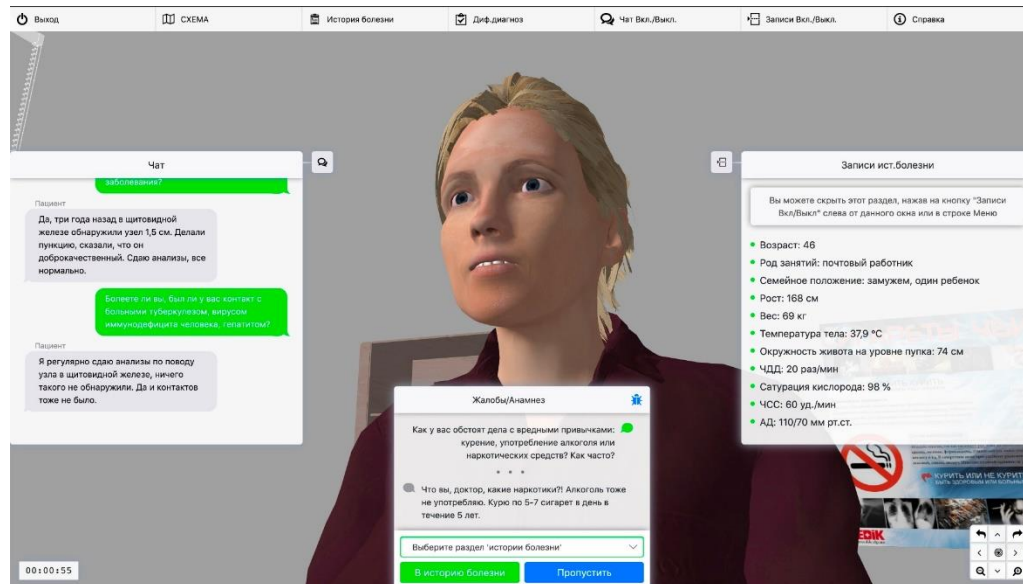 Выход
СХЕМА
История болезни
Диф.диагноз
Чат Вкл./Выкл.
Записи Вкл./Выкл.
Справка
Чат
заболевания?
Пациент
Да, три года назад в щитовидной
железе обнаружили узел 1,5 см. Делали
пункцию, сказали, что он
доброкачественный. Сдаю анализы, все
нормально.
Болеете ли вы, был ли у вас контакт с
больными туберкулезом, вирусом
иммунодефицита человека, гепатитом?
Пациент
Я регулярно сдаю анализы по поводу
узла в щитовидной железе, ничего
такого не обнаружили. Да и контактов
тоже не было.
Жалобы/Анамнез
Как у вас обстоят дела с вредными привычками:
курение, употребление алкоголя или
наркотических средств? Как часто?
• • •
Что вы, доктор, какие наркотики?! Алкоголь тоже
не употребляю. Курю по 5-7 сигарет в день в
течение 5 лет.
Выберите раздел 'истории болезни'
В историю болезни
Пропустить
Записи ист.болезни
Вы можете скрыть этот раздел, нажав на кнопку "Записи
Вкл/Выкл" слева от данного окна или в строке Меню
Возраст: 46
Род занятий: почтовый работник
Семейное положение: замужем, один ребенок
Рост: 168 см
Вес: 69 кг
Температура тела: 37,9 °C
Окружность живота на уровне пупка: 74 см
ЧДД: 20 раз/мин
Сатурация кислорода: 98 %
ЧСС: 60 уд./мин
АД: 110/70 мм рт.ст.
КУРИТЬ ИЛИ НЕ КУРИТЬ
БЫТЬ ЗДОРОВЫМ ИЛИ БОЛЬНЫМ
00:00:55